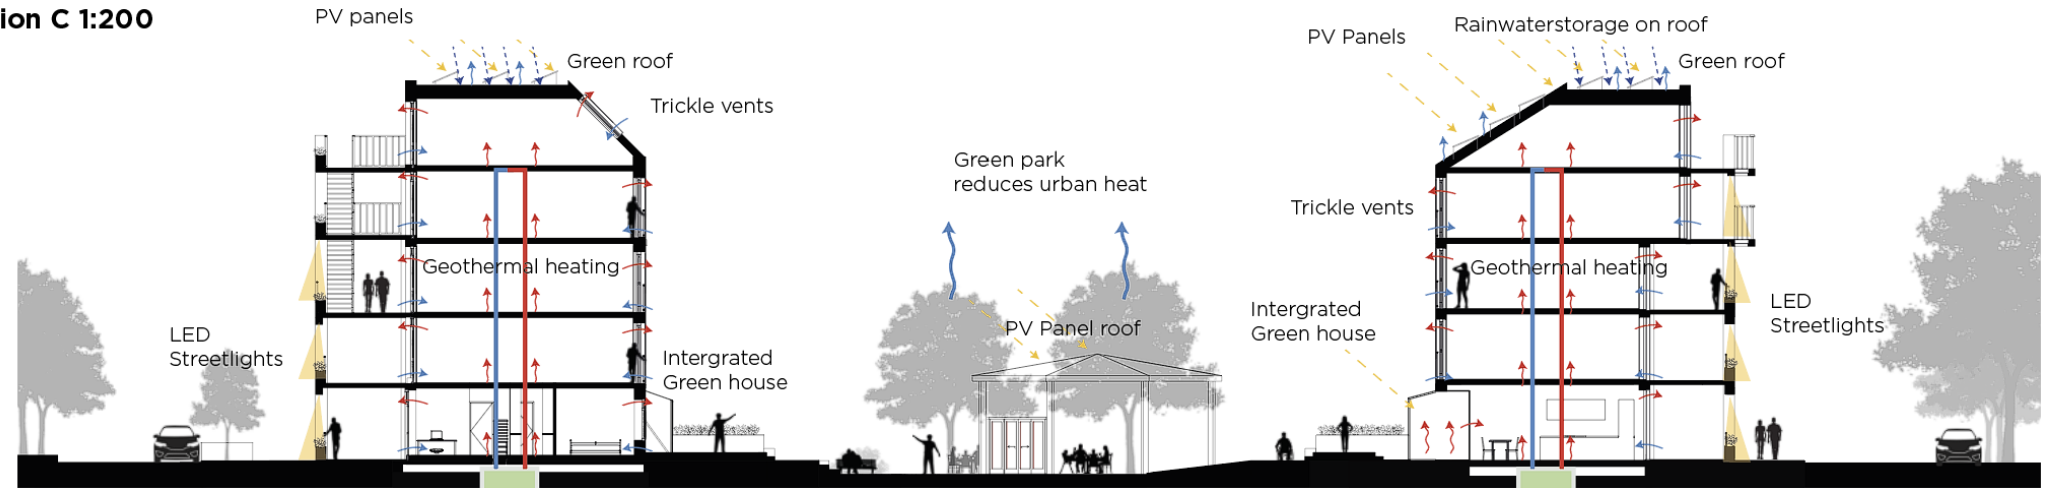 ion C 1:200
PV panels
Green roof
Trickle vents
Geothermal heating
LED
Streetlights
Intergrated
Green house
Green park
reduces urban heat
PV Panel roof
PV Panels
Rainwaterstorage on roof
Green roof
Trickle vents
Geothermal heating
Intergrated
Green house
LED
Streetlights